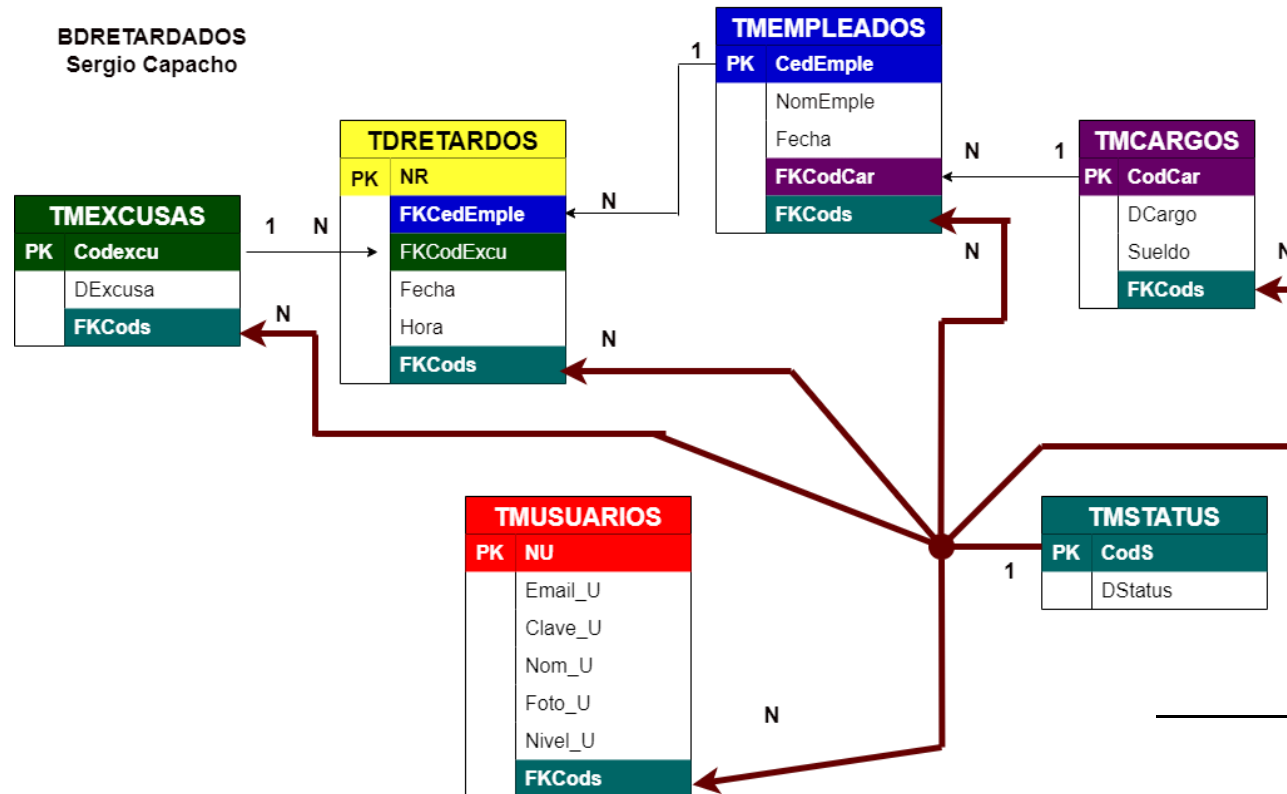 BDRETARDADOS
Sergio Capacho
TMEXCUSAS
PK Codexcu
DExcusa
FKCods
1 N
N
TDRETARDOS
PK NR
FKCedEmple
FKCodExcu
Fecha
Hora
FKCods
N
N
1
TMEMPLEADOS
PK CedEmple
NomEmple
Fecha
FKCodCar
FKCods
N 1
N
TMCARGOS
PK CodCar
DCargo
Sueldo
FKCods
N
TMUSUARIOS
PK NU
Email_U
Clave_U
Nom_U
Foto_U
Nivel_U
FKCods
N
TMSTATUS
PK CodS
DStatus
1